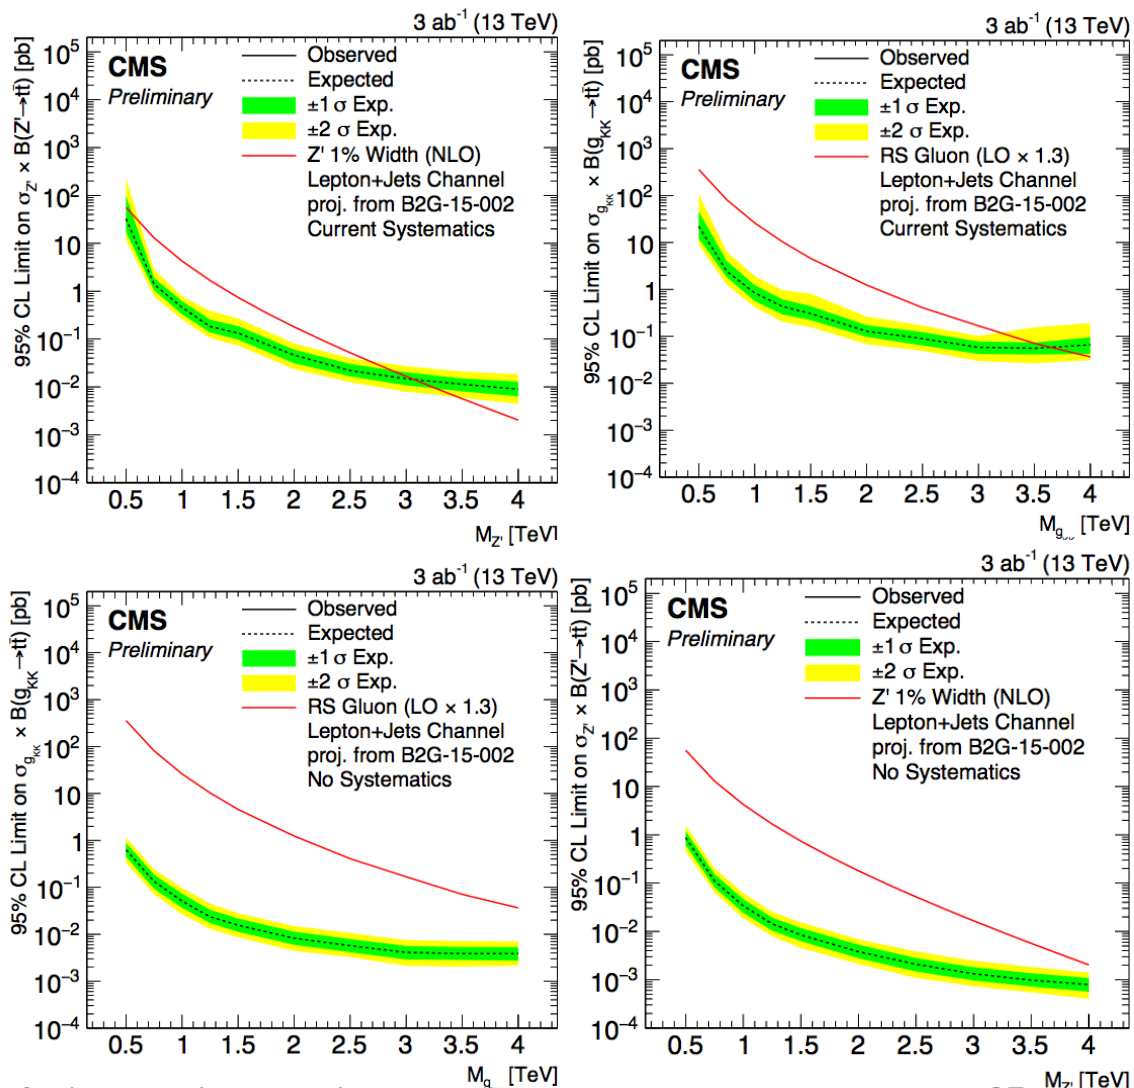 3 ab⁻¹ (13 TeV)
95% CL Limit on σ_Z' × B(Z'→tt̄) [pb]
10⁵
10⁴
10³
10²
10
1
10⁻¹
10⁻²
10⁻³
10⁻⁴
CMS
Preliminary
Observed
Expected
±1 σ Exp.
±2 σ Exp.
Z' 1% Width (NLO)
Lepton+Jets Channel
proj. from B2G-15-002
Current Systematics
0.5 1 1.5 2 2.5 3 3.5 4
M_Z' [TeV]
3 ab⁻¹ (13 TeV)
95% CL Limit on σ_gKK × B(g_KK→tt̄) [pb]
10⁵
10⁴
10³
10²
10
1
10⁻¹
10⁻²
10⁻³
10⁻⁴
CMS
Preliminary
Observed
Expected
±1 σ Exp.
±2 σ Exp.
RS Gluon (LO × 1.3)
Lepton+Jets Channel
proj. from B2G-15-002
Current Systematics
0.5 1 1.5 2 2.5 3 3.5 4
M_gKK [TeV]
3 ab⁻¹ (13 TeV)
95% CL Limit on σ_gKK × B(g_KK→tt̄) [pb]
10⁵
10⁴
10³
10²
10
1
10⁻¹
10⁻²
10⁻³
10⁻⁴
CMS
Preliminary
Observed
Expected
±1 σ Exp.
±2 σ Exp.
RS Gluon (LO × 1.3)
Lepton+Jets Channel
proj. from B2G-15-002
No Systematics
0.5 1 1.5 2 2.5 3 3.5 4
M_g
3 ab⁻¹ (13 TeV)
95% CL Limit on σ_Z' × B(Z'→tt̄) [pb]
10⁵
10⁴
10³
10²
10
1
10⁻¹
10⁻²
10⁻³
10⁻⁴
CMS
Preliminary
Observed
Expected
±1 σ Exp.
±2 σ Exp.
Z' 1% Width (NLO)
Lepton+Jets Channel
proj. from B2G-15-002
No Systematics
0.5 1 1.5 2 2.5 3 3.5 4
M_Z' [TeV]